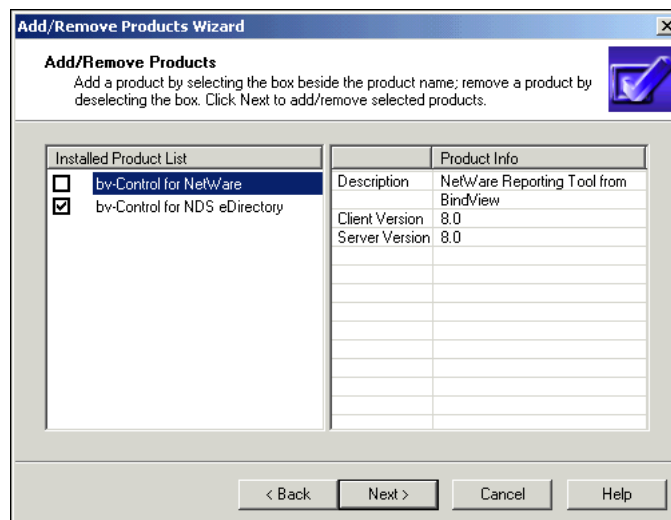 Add/Remove Products Wizard
Add/Remove Products
Add a product by selecting the box beside the product name; remove a product by
deselecting the box. Click Next to add/remove selected products.
Installed Product List
bv-Control for NetWare
bv-Control for NDS eDirectory
Product Info
Description NetWare Reporting Tool from
BindView
Client Version 8.0
Server Version 8.0
< Back Next > Cancel Help